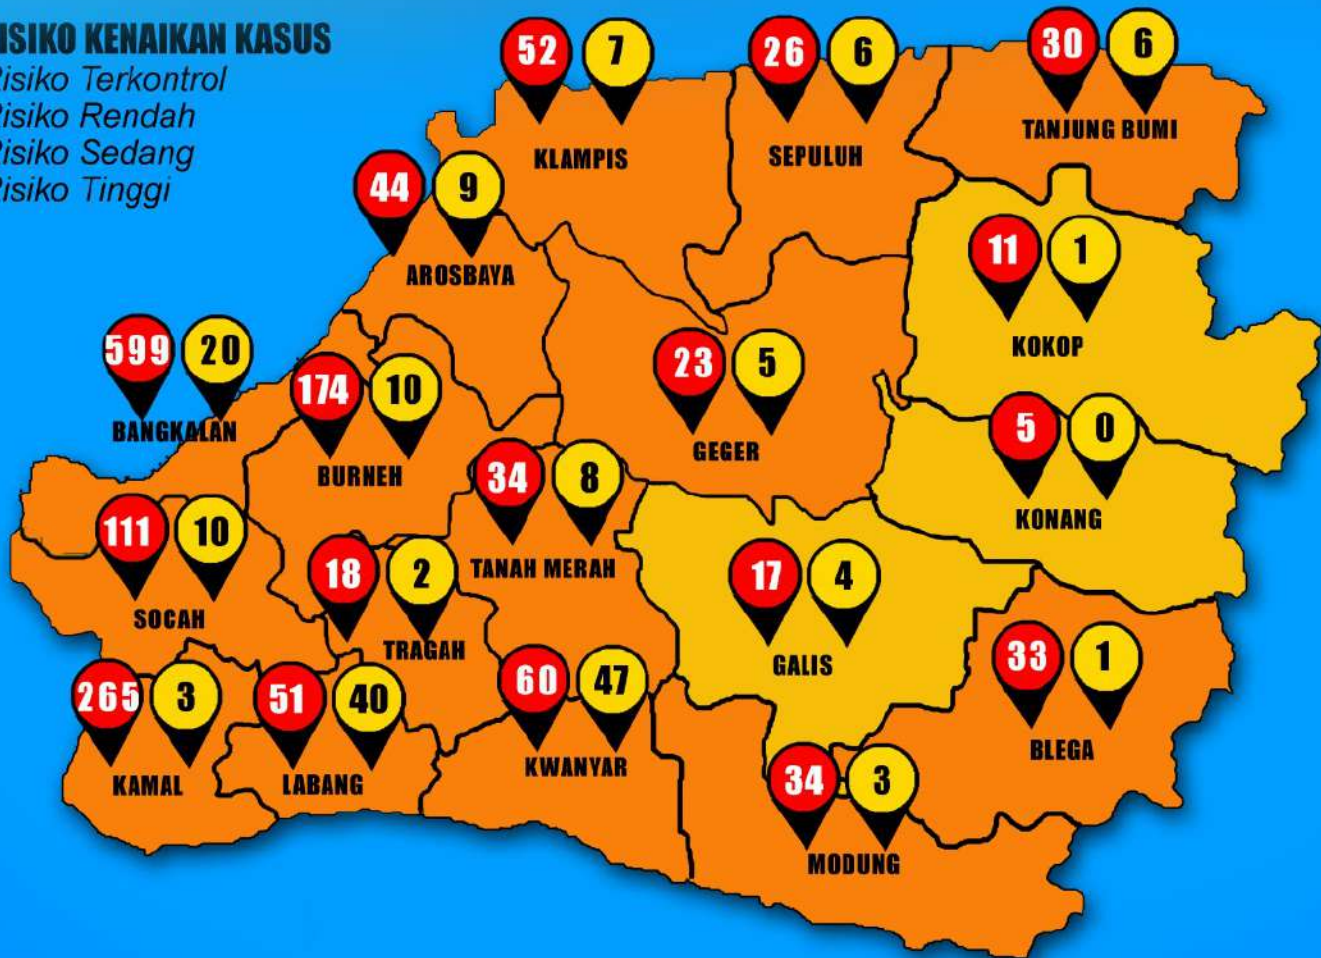 ISIKO KENAIKAN KASUS
isiko Terkontrol
isiko Rendah
isiko Sedang
isiko Tinggi
52 7
KLAMPIS
26 6
SEPULUH
30 6
TANJUNG BUMI
44 9
AROSBAYA
11 1
KOKOP
599 20
BANGKALAN
174 10
BURNEH
23 5
GEGER
5 0
KONANG
34 8
TANAH MERAH
111 10
SOCAH
18 2
TRAGAH
17 4
GALIS
33 1
BLEGA
265 3
KAMAL
51 40
LABANG
60 47
KWANYAR
34 3
MODUNG